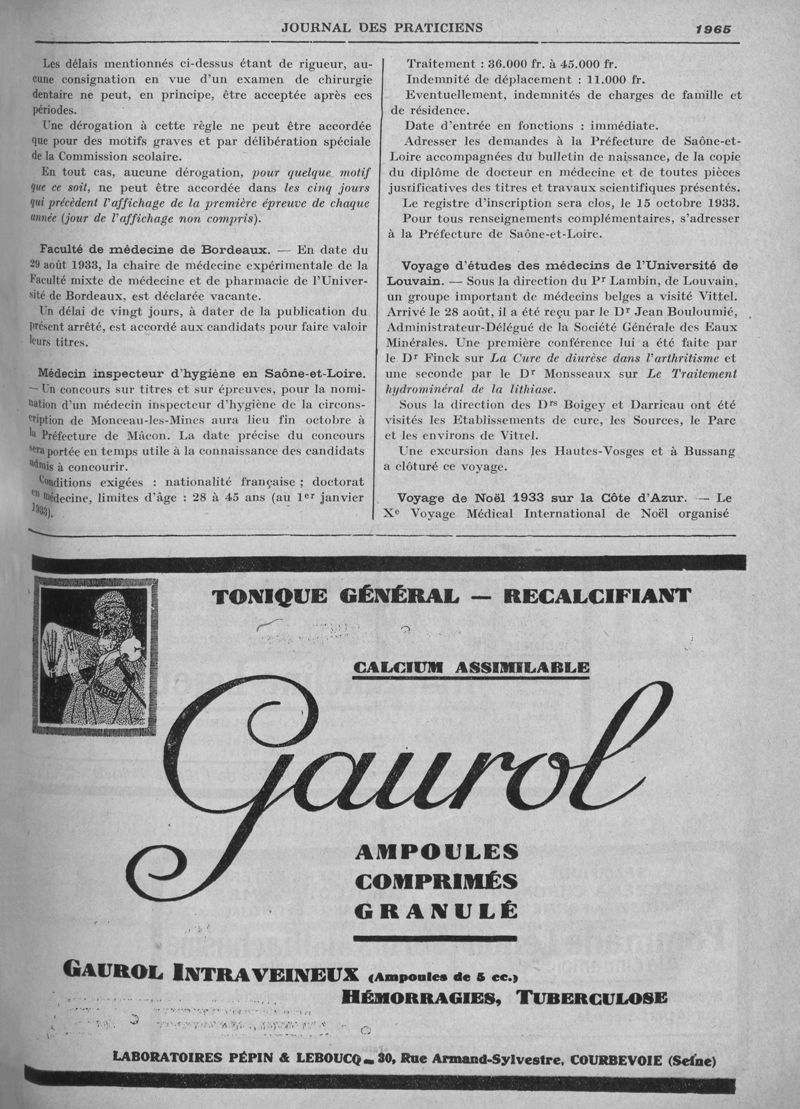 JOURNAL DES PRATICIENS 1965
Les délais mentionnés ci-dessus étant de rigueur, au-
cune consignation en vue d'un examen de chirurgie
dentaire ne peut, en principe, être acceptée après ces
périodes.
Une dérogation à cette règle ne peut être accordée
que pour des motifs graves et par délibération spéciale
de la Commission scolaire.
En tout cas, aucune dérogation, pour quelque motif
que ce soit, ne peut être accordée dans les cinq jours
qui précèdent l'affichage de la première épreuve de chaque
année (jour de l'affichage non compris).
Faculté de médecine de Bordeaux. — En date du
29 août 1933, la chaire de médecine expérimentale de la
Faculté mixte de médecine et de pharmacie de l'Univer-
sité de Bordeaux, est déclarée vacante.
Un délai de vingt jours, à dater de la publication du
présent arrêté, est accordé aux candidats pour faire valoir
leurs titres.
Médecin inspecteur d'hygiène en Saône-et-Loire.
— Un concours sur titres et sur épreuves, pour la nomi-
nation d'un médecin inspecteur d'hygiène de la circons-
cription de Monceau-les-Mines aura lieu fin octobre à
la Préfecture de Mâcon. La date précise du concours
sera portée en temps utile à la connaissance des candidats
admis à concourir.
Conditions exigées : nationalité française ; doctorat
en médecine, limites d'âge : 28 à 45 ans (au 1er janvier
1933).
Traitement : 36.000 fr. à 45.000 fr.
Indemnité de déplacement : 11.000 fr.
Eventuellement, indemnités de charges de famille et
de résidence.
Date d'entrée en fonctions : immédiate.
Adresser les demandes à la Préfecture de Saône-et-
Loire accompagnées du bulletin de naissance, de la copie
du diplôme de docteur en médecine et de toutes pièces
jusrificatives des titres et travaux scientifiques présentés.
Le registre d'inscription sera clos, le 15 octobre 1933.
Pour tous renseignements complémentaires, s'adresser
à la Préfecture de Saône-et-Loire.
Voyage d'études des médecins de l'Université de
Louvain. — Sous la direction du Pr Lambin, de Louvain,
un groupe important de médecins belges a visité Vittel.
Arrivé le 28 août, il a été reçu par le Dr Jean Bouloumié,
Administrateur-Délégué de la Société Générale des Eaux
Minérales. Une première conférence lui a été faite par
le Dr Finck sur La Cure de diurèse dans l'arthritisme et
une seconde par le Dr Monsseaux sur Le Traitement
hydrominéral de la lithiase.
Sous la direction des Drs Boigey et Darricau ont été
visités les Etablissements de cure, les Sources, le Parc
et les environs de Vittel.
Une excursion dans les Hautes-Vosges et à Bussang
a clôturé ce voyage.
Voyage de Noël 1933 sur la Côte d'Azur. — Le
Xe Voyage Médical International de Noël organisé
TONIQUE GÉNÉRAL — RECALCIFIANT
CALCIUM ASSIMILABLE
Gaurol
AMPOULES
COMPRIMÉS
GRANULÉ
GAUROL INTRAVEINEUX (Ampoules de 5 cc.)
HÉMORRAGIES, TUBERCULOSE
LABORATOIRES PÉPIN & LEBOUCQ — 30, Rue Armand-Sylvestre, COURBEVOIE (Seine)